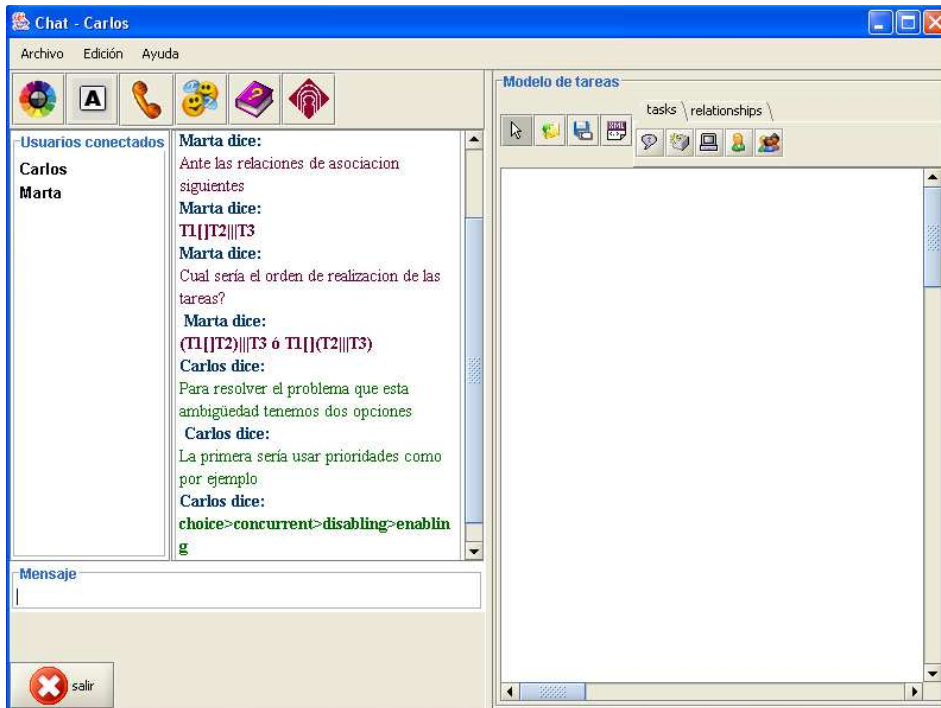 Chat - Carlos
Archivo Edición Ayuda
A
Usuarios conectados
Carlos
Marta
Marta dice:
Ante las relaciones de asociacion
siguientes
Marta dice:
T1[]T2|||T3
Marta dice:
Cual sería el orden de realizacion de las
tareas?
Marta dice:
(T1[]T2)|||T3 ó T1[](T2|||T3)
Carlos dice:
Para resolver el problema que esta
ambigüedad tenemos dos opciones
Carlos dice:
La primera sería usar prioridades como
por ejemplo
Carlos dice:
choice>concurrent>disabling>enablin
g
Mensaje
salir
Modelo de tareas
tasks relationships
XML